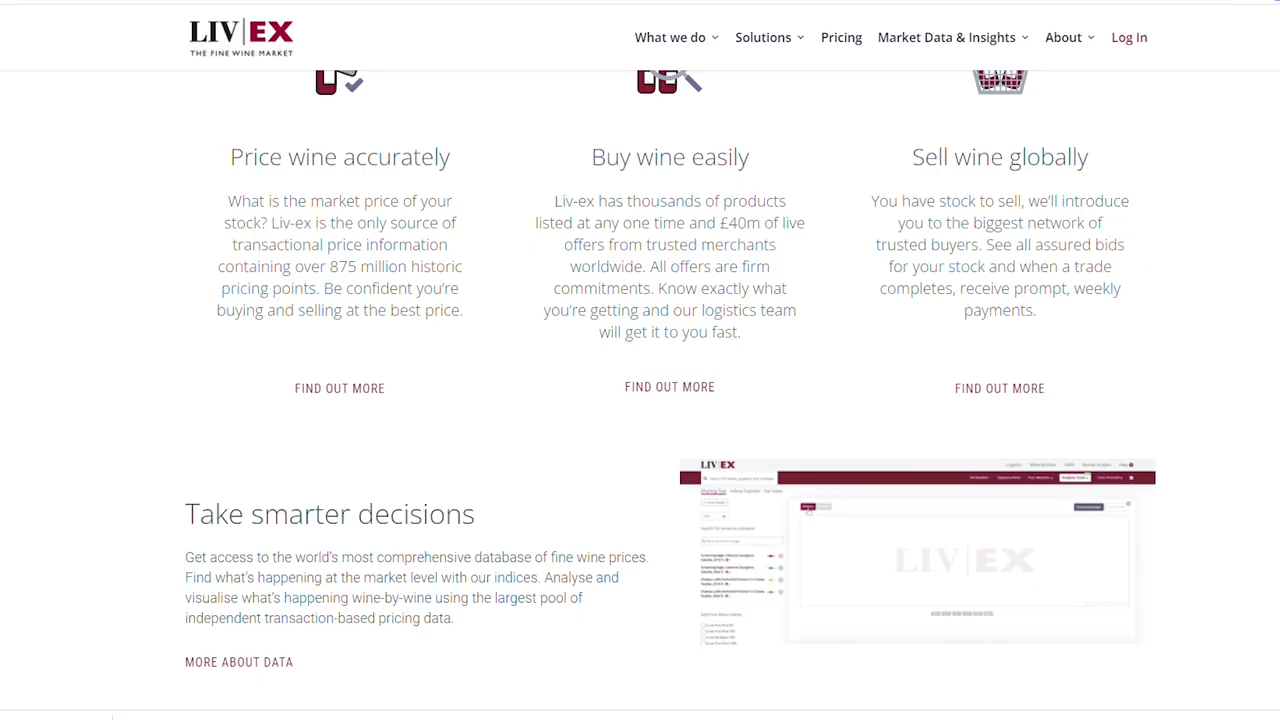 LIV|EX
THE FINE WINE MARKET
What we do
Solutions
Pricing
Market Data & Insights
About
Log In
Price wine accurately
What is the market price of your
stock? Liv-ex is the only source of
transactional price information
containing over 875 million historic
pricing points. Be confident you're
buying and selling at the best price.
FIND OUT MORE
Buy wine easily
Liv-ex has thousands of products
listed at any one time and £40m of live
offers from trusted merchants
worldwide. All offers are firm
commitments. Know exactly what
you're getting and our logistics team
will get it to you fast.
FIND OUT MORE
Sell wine globally
You have stock to sell, we'll introduce
you to the biggest network of
trusted buyers. See all assured bids
for your stock and when a trade
completes, receive prompt, weekly
payments.
FIND OUT MORE
Take smarter decisions
Get access to the world's most comprehensive database of fine wine prices.
Find what's happening at the market level with our indices. Analyse and
visualise what's happening wine-by-wine using the largest pool of
independent transaction-based pricing data.
MORE ABOUT DATA
LIV|EX
LIV|EX